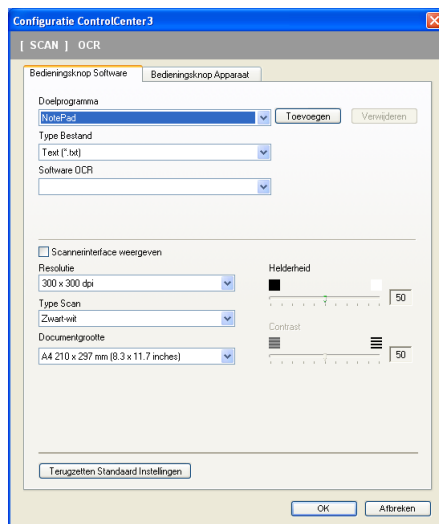 Configuratie ControlCenter3
[ SCAN ] OCR
Bedieningsknop Software
Bedieningsknop Apparaat
Doelprogramma
NotePad
Toevoegen
Verwijderen
Type Bestand
Text (*.txt)
Software OCR
Scannerinterface weergeven
Resolutie
300 x 300 dpi
Helderheid
50
Type Scan
Zwart-wit
Contrast
50
Documentgrootte
A4 210 x 297 mm (8.3 x 11.7 inches)
Terugzetten Standaard Instellingen
OK
Afbreken